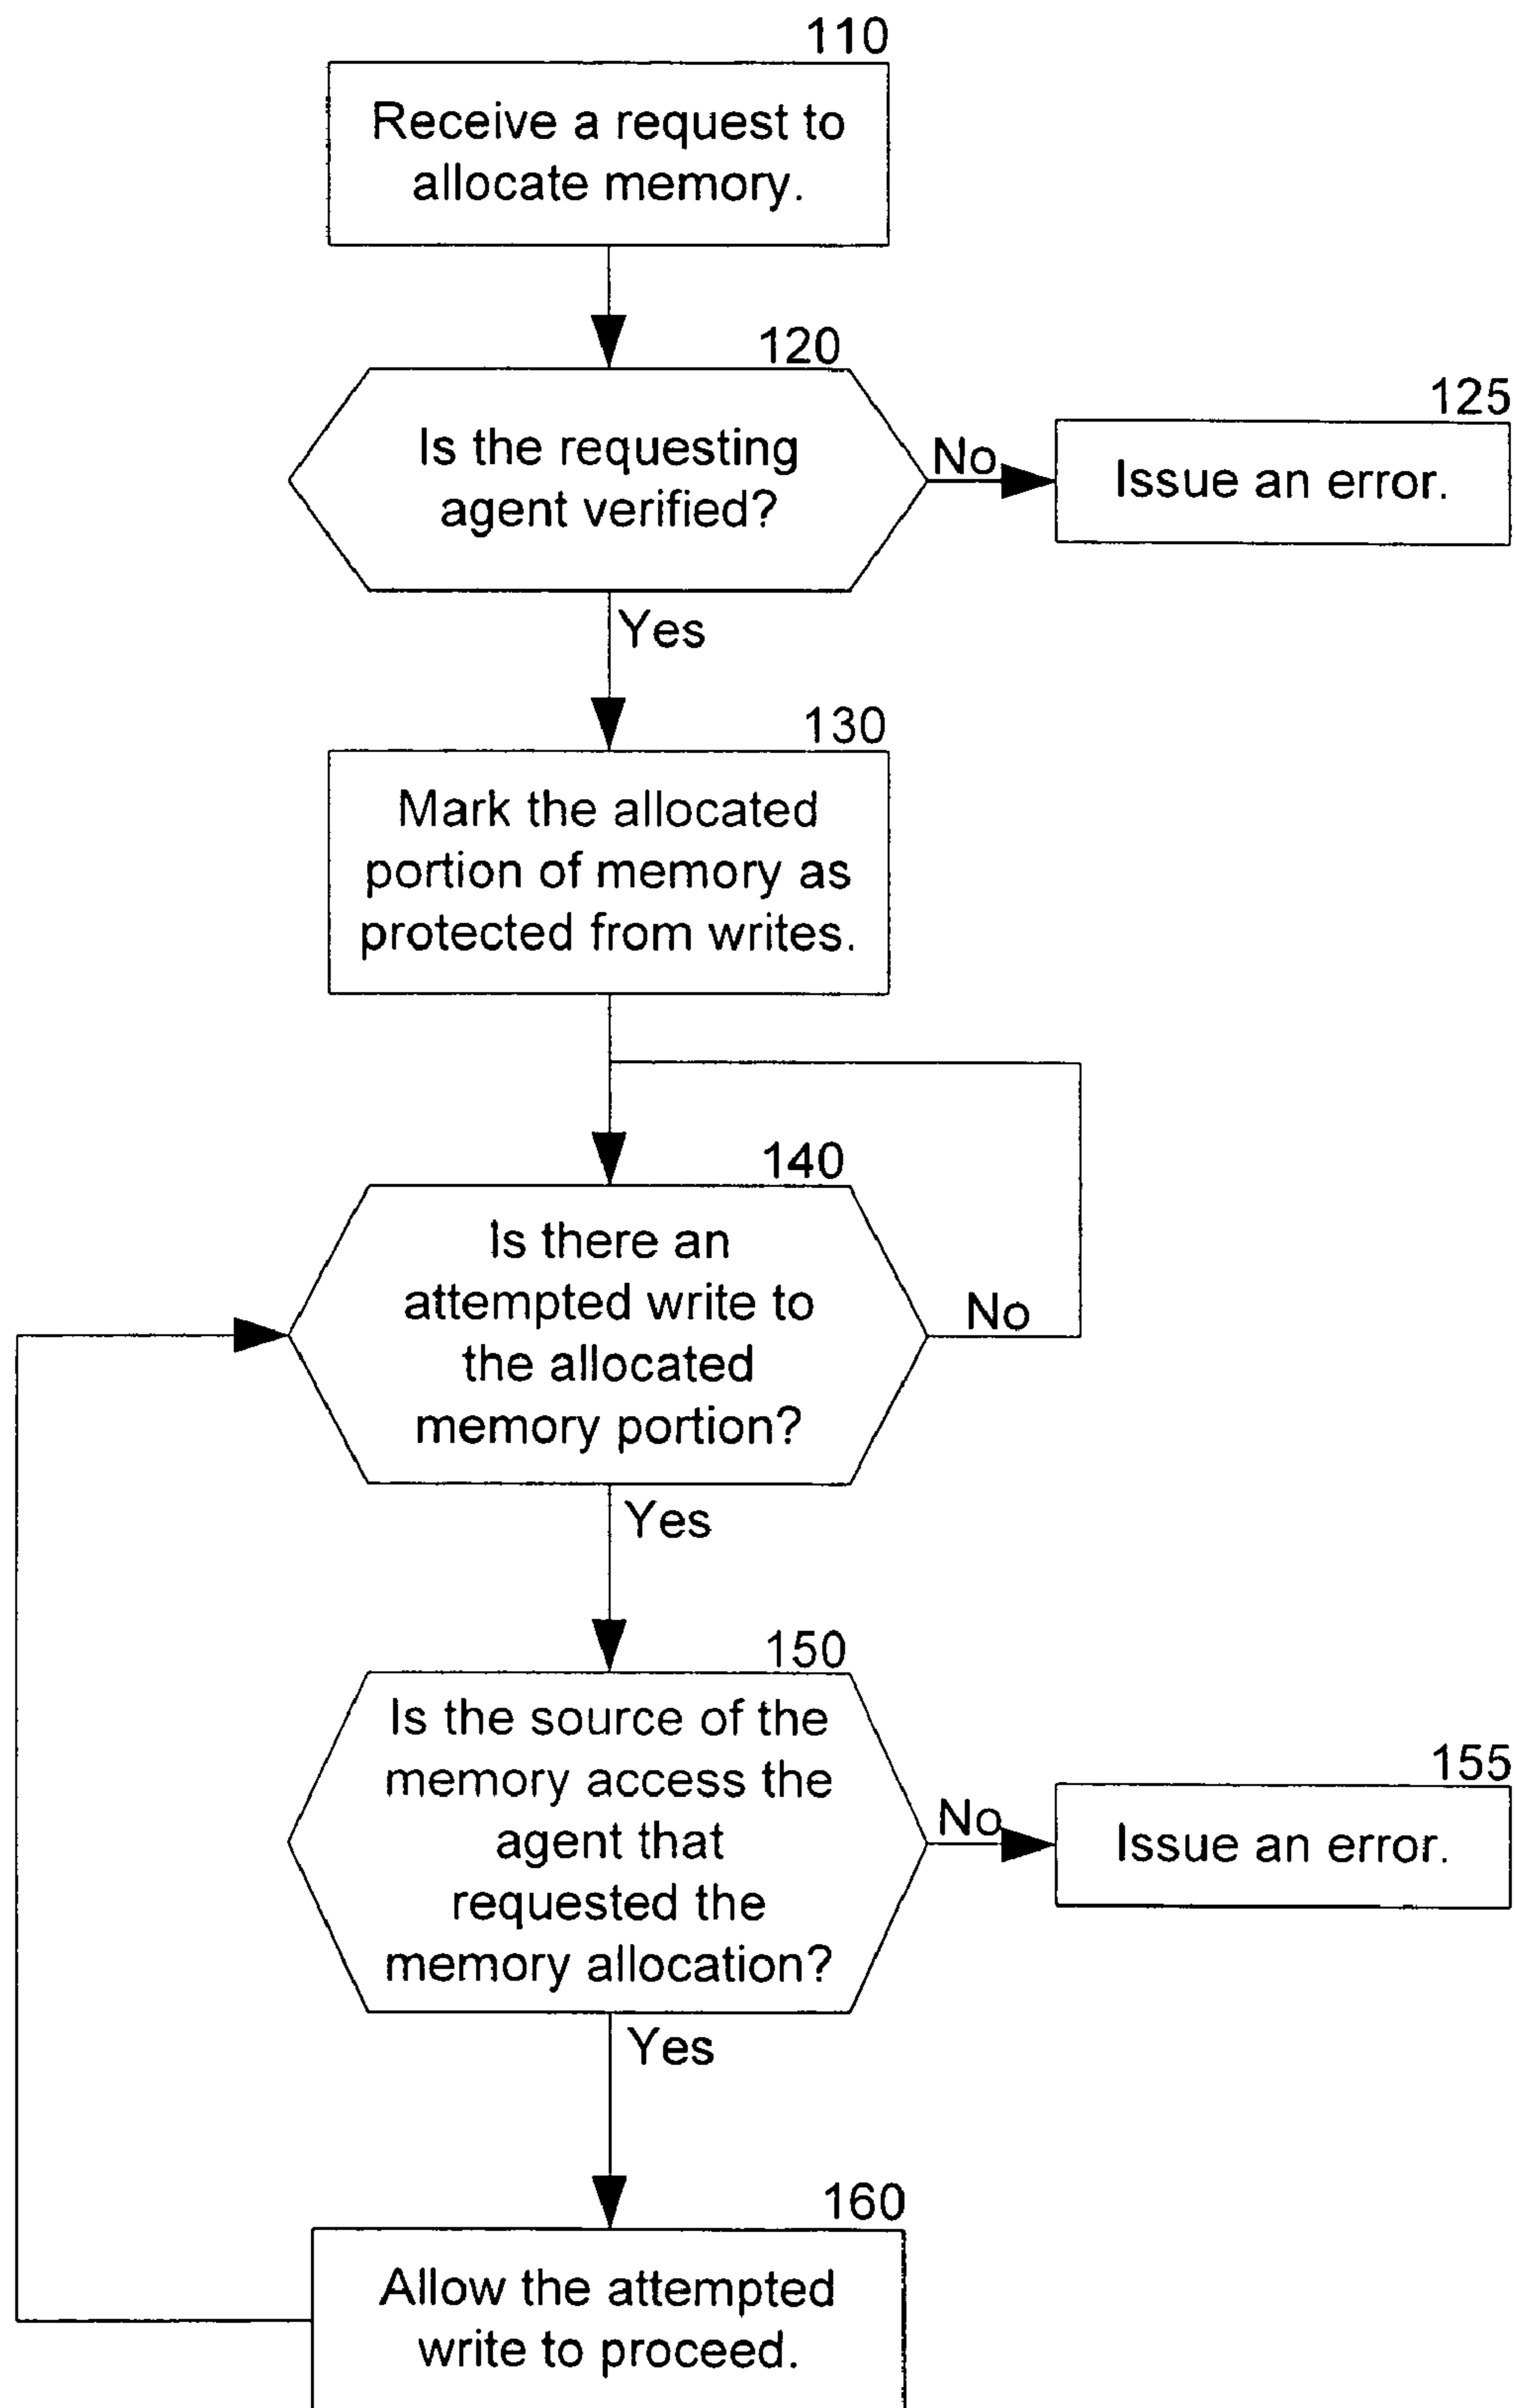 110
Receive a request to
allocate memory.
120
Is the requesting
agent verified?
No
125
Issue an error.
Yes
130
Mark the allocated
portion of memory as
protected from writes.
140
Is there an
attempted write to
the allocated
memory portion?
No
Yes
150
Is the source of the
memory access the
agent that
requested the
memory allocation?
No
155
Issue an error.
Yes
160
Allow the attempted
write to proceed.